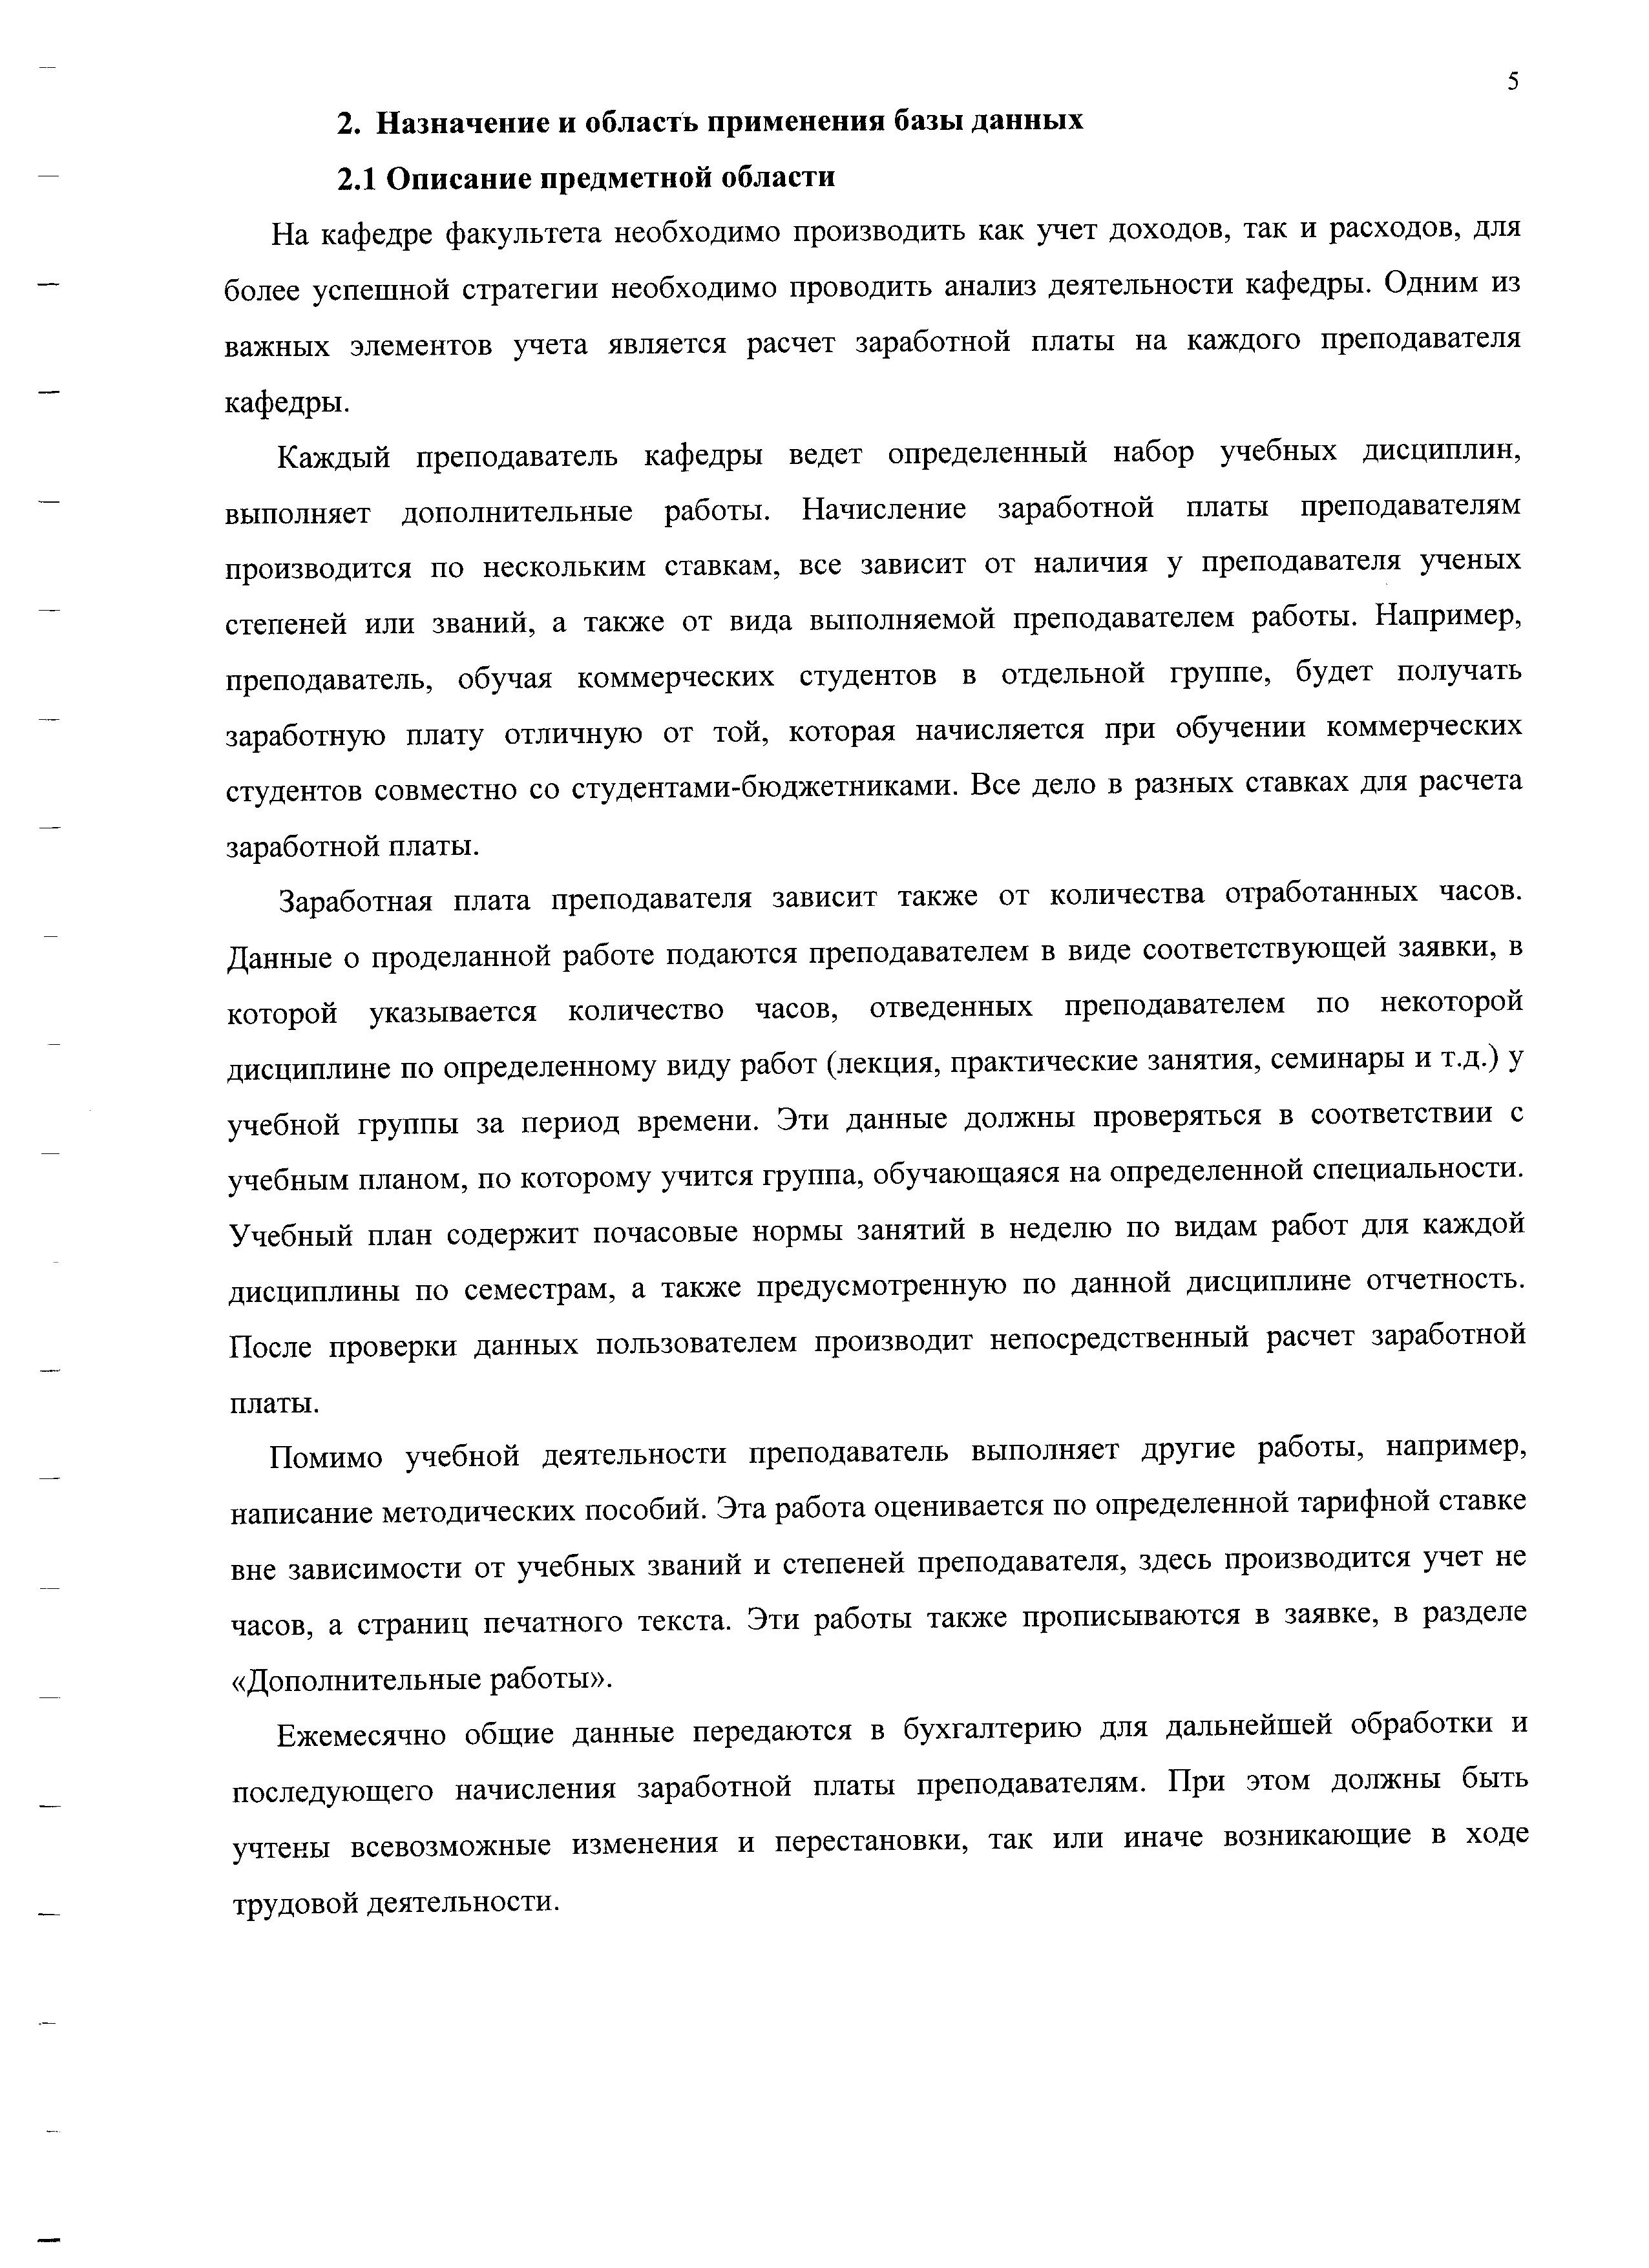 5
2. Назначение и область применения базы данных
2.1 Описание предметной области
На кафедре факультета необходимо производить как учет доходов, так и расходов, для
более успешной стратегии необходимо проводить анализ деятельности кафедры. Одним из
важных элементов учета является расчет заработной платы на каждого преподавателя
кафедры.
Каждый преподаватель кафедры ведет определенный набор учебных дисциплин,
выполняет дополнительные работы. Начисление заработной платы преподавателям
производится по нескольким ставкам, все зависит от наличия у преподавателя ученых
степеней или званий, а также от вида выполняемой преподавателем работы. Например,
преподаватель, обучая коммерческих студентов в отдельной группе, будет получать
заработную плату отличную от той, которая начисляется при обучении коммерческих
студентов совместно со студентами-бюджетниками. Все дело в разных ставках для расчета
заработной платы.
Заработная плата преподавателя зависит также от количества отработанных часов.
Данные о проделанной работе подаются преподавателем в виде соответствующей заявки, в
которой указывается количество часов, отведенных преподавателем по некоторой
дисциплине по определенному виду работ (лекция, практические занятия, семинары и т.д.) у
учебной группы за период времени. Эти данные должны проверяться в соответствии с
учебным планом, по которому учится группа, обучающаяся на определенной специальности.
Учебный план содержит почасовые нормы занятий в неделю по видам работ для каждой
дисциплины по семестрам, а также предусмотренную по данной дисциплине отчетность.
После проверки данных пользователем производит непосредственный расчет заработной
платы.
Помимо учебной деятельности преподаватель выполняет другие работы, например,
написание методических пособий. Эта работа оценивается по определенной тарифной ставке
вне зависимости от учебных званий и степеней преподавателя, здесь производится учет не
часов, а страниц печатного текста. Эти работы также прописываются в заявке, в разделе
«Дополнительные работы».
Ежемесячно общие данные передаются в бухгалтерию для дальнейшей обработки и
последующего начисления заработной платы преподавателям. При этом должны быть
учтены всевозможные изменения и перестановки, так или иначе возникающие в ходе
трудовой деятельности.